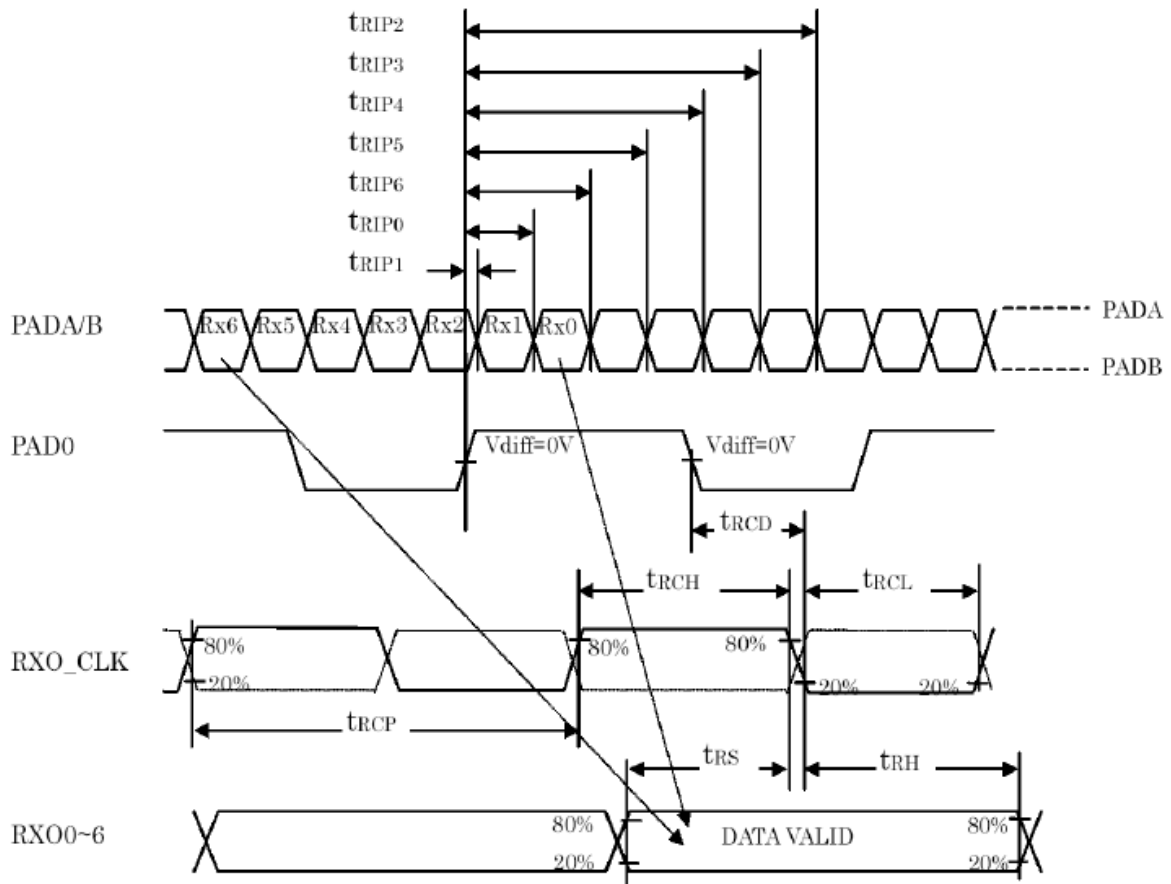 tRIP2
tRIP3
tRIP4
tRIP5
tRIP6
tRIP0
tRIP1
PADA/B Rx6 Rx5 Rx4 Rx3 Rx2 Rx1 Rx0 PADA
PADB
PAD0 Vdiff=0V Vdiff=0V
tRCD
tRCH tRCL
RXO_CLK 80% 80% 80%
20% 20% 20%
tRCP
tRS tRH
RXO0~6 80% DATA VALID 80%
20% 20%